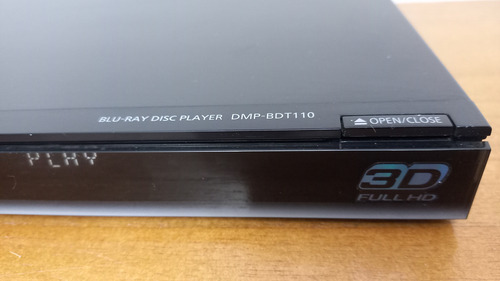 BLU-RAY DISC PLAYER DMP-BDT110
OPEN/CLOSE
PLAY
3D
FULL HD